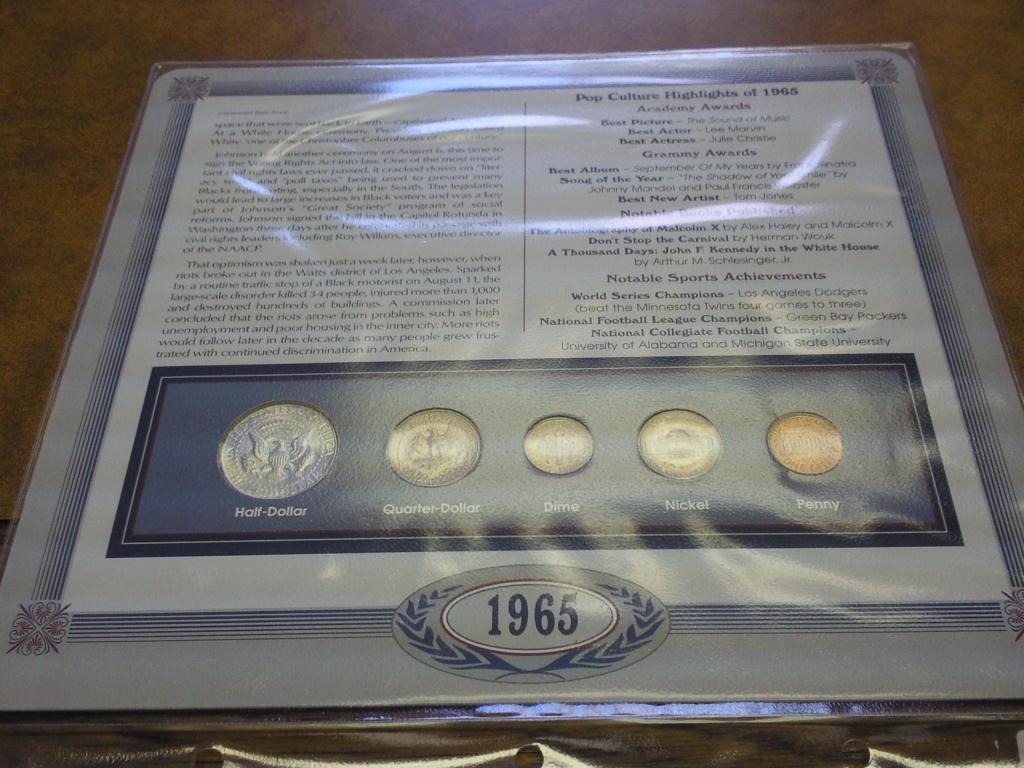 continued from front
space that were sent back to Earth – captivated
At a White House ceremony,
White "one of the Christopher Columbuses of century."
Johnson another ceremony on August 6, this time to
sign the Voting Rights Act into law. One of the most impor-
tant civil rights laws ever passed, it cracked down on "liter-
acy tests" and "poll taxes" being used to prevent many
Blacks from voting, especially in the South. The legislation
would lead to large increases in Black voters and was a key
part of Johnson's "Great Society" program of social
reforms. Johnson signed the bill in the Capitol Rotunda in
Washington three days after he celebrated its passage with
civil rights leaders including Roy Wilkins, executive director
of the NAACP.
That optimism was shaken just a week later, however, when
riots broke out in the Watts district of Los Angeles. Sparked
by a routine traffic stop of a Black motorist on August 11, the
large-scale disorder killed 34 people, injured more than 1,000
and destroyed hundreds of buildings. A commission later
concluded that the riots arose from problems such as high
unemployment and poor housing in the inner city. More riots
would follow later in the decade as many people grew frus-
trated with continued discrimination in America.
Pop Culture Highlights of 1965
Academy Awards
Best Picture – The Sound of Music
Best Actor – Lee Marvin
Best Actress – Julie Christie
Grammy Awards
Best Album – September Of My Years by Frank Sinatra
Song of the Year – "The Shadow of Your Smile" by
Johnny Mandel and Paul Francis Webster
Best New Artist – Tom Jones
Notable Books Published
The Autobiography of Malcolm X by Alex Haley and Malcolm X
Don't Stop the Carnival by Herman Wouk
A Thousand Days: John F. Kennedy in the White House
by Arthur M. Schlesinger, Jr.
Notable Sports Achievements
World Series Champions – Los Angeles Dodgers
(beat the Minnesota Twins four games to three)
National Football League Champions – Green Bay Packers
National Collegiate Football Champions –
University of Alabama and Michigan State University
Half-Dollar
Quarter-Dollar
Dime
Nickel
Penny
1965